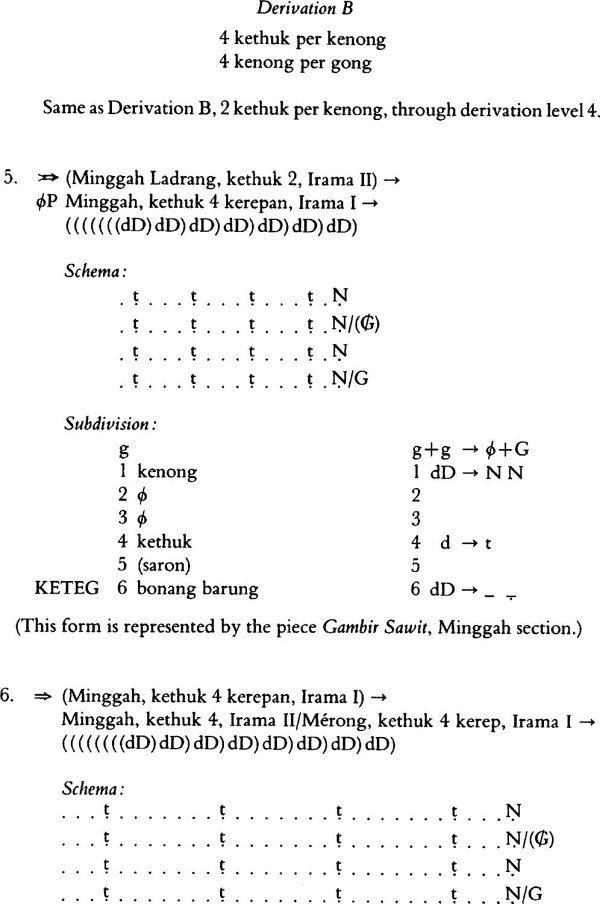 Derivation B
4 kethuk per kenong
4 kenong per gong
Same as Derivation B, 2 kethuk per kenong, through derivation level 4.
5. ⤔ (Minggah Ladrang, kethuk 2, Irama II) →
ϕP Minggah, kethuk 4 kerepan, Irama I →
(((((((dD) dD) dD) dD) dD) dD) dD)
Schema:
. ṭ . . . ṭ . . . ṭ . . . ṭ . Ṇ
. ṭ . . . ṭ . . . ṭ . . . ṭ . Ṇ/(G̸)
. ṭ . . . ṭ . . . ṭ . . . ṭ . Ṇ
. ṭ . . . ṭ . . . ṭ . . . ṭ . Ṇ/G
Subdivision:
g g+g → ϕ+G
1 kenong 1 dD → N N
2 ϕ 2
3 ϕ 3
4 kethuk 4 d → t
5 (saron) 5
KETEG 6 bonang barung 6 dD → _ _̣
(This form is represented by the piece Gambir Sawit, Minggah section.)
6. ⇒ (Minggah, kethuk 4 kerepan, Irama I) →
Minggah, kethuk 4, Irama II/Mérong, kethuk 4 kerep, Irama I →
((((((((dD) dD) dD) dD) dD) dD) dD) dD)
Schema:
. . . ṭ . . . . . . . ṭ . . . . . . . ṭ . . . . . . . ṭ . . . Ṇ
. . . ṭ . . . . . . . ṭ . . . . . . . ṭ . . . . . . . ṭ . . . Ṇ/(G̸)
. . . ṭ . . . . . . . ṭ . . . . . . . ṭ . . . . . . . ṭ . . . Ṇ
. . . ṭ . . . . . . . ṭ . . . . . . . ṭ . . . . . . . ṭ . . . Ṇ/G